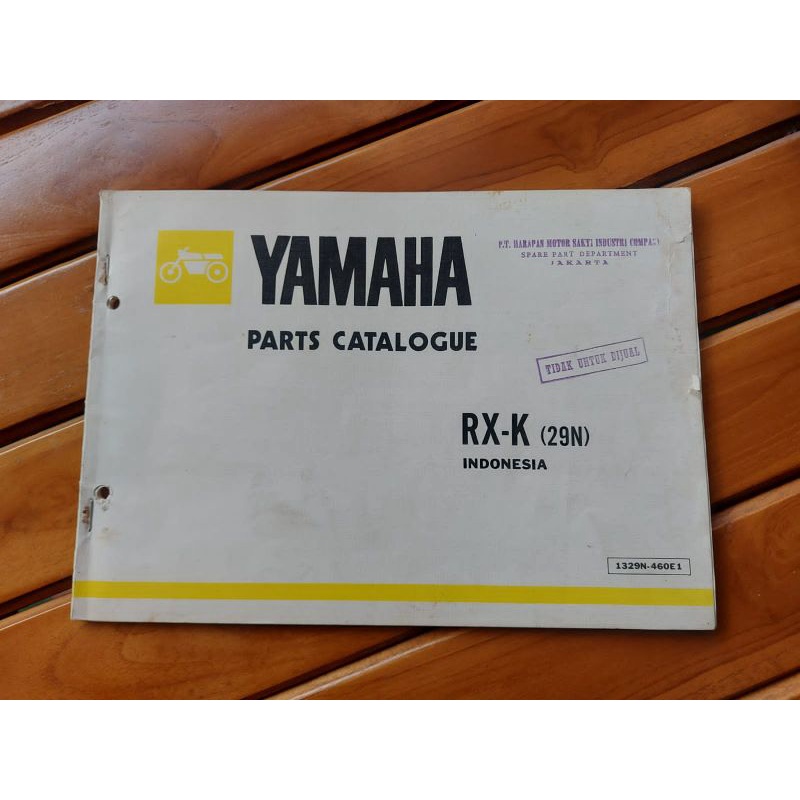 YAMAHA
P.T. HARAPAN MOTOR SAKTI INDUSTRI COMPANY
SPARE PART DEPARTMENT
JAKARTA
PARTS CATALOGUE
TIDAK UNTUK DIJUAL
RX-K (29N)
INDONESIA
1329N-460E1